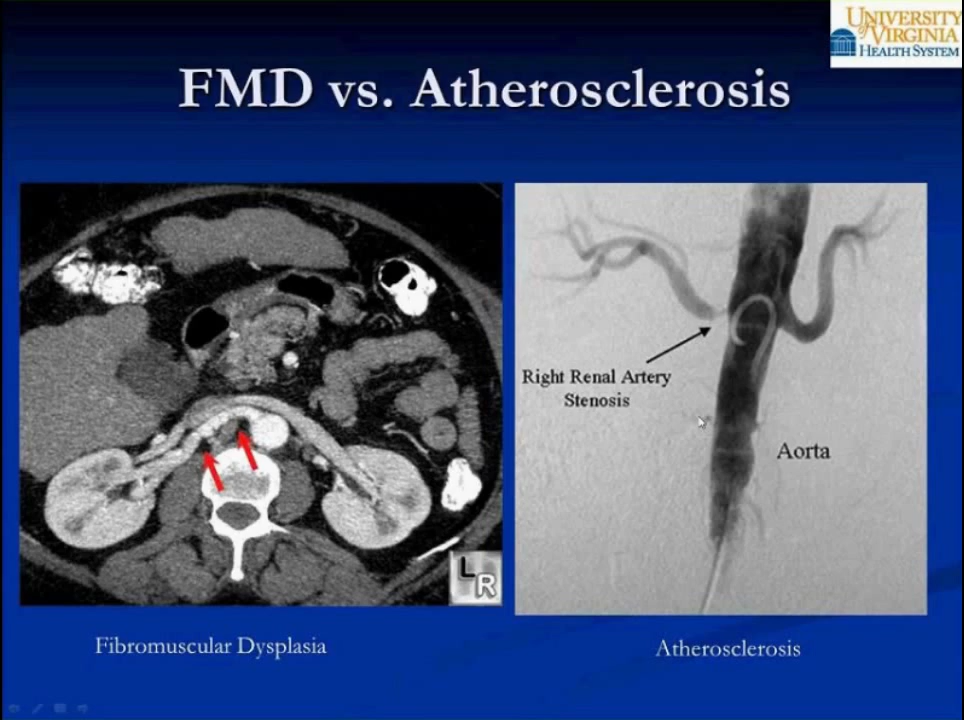 UNIVERSITY
of VIRGINIA
HEALTH SYSTEM
FMD vs. Atherosclerosis
Right Renal Artery
Stenosis
Aorta
L
R
Fibromuscular Dysplasia
Atherosclerosis